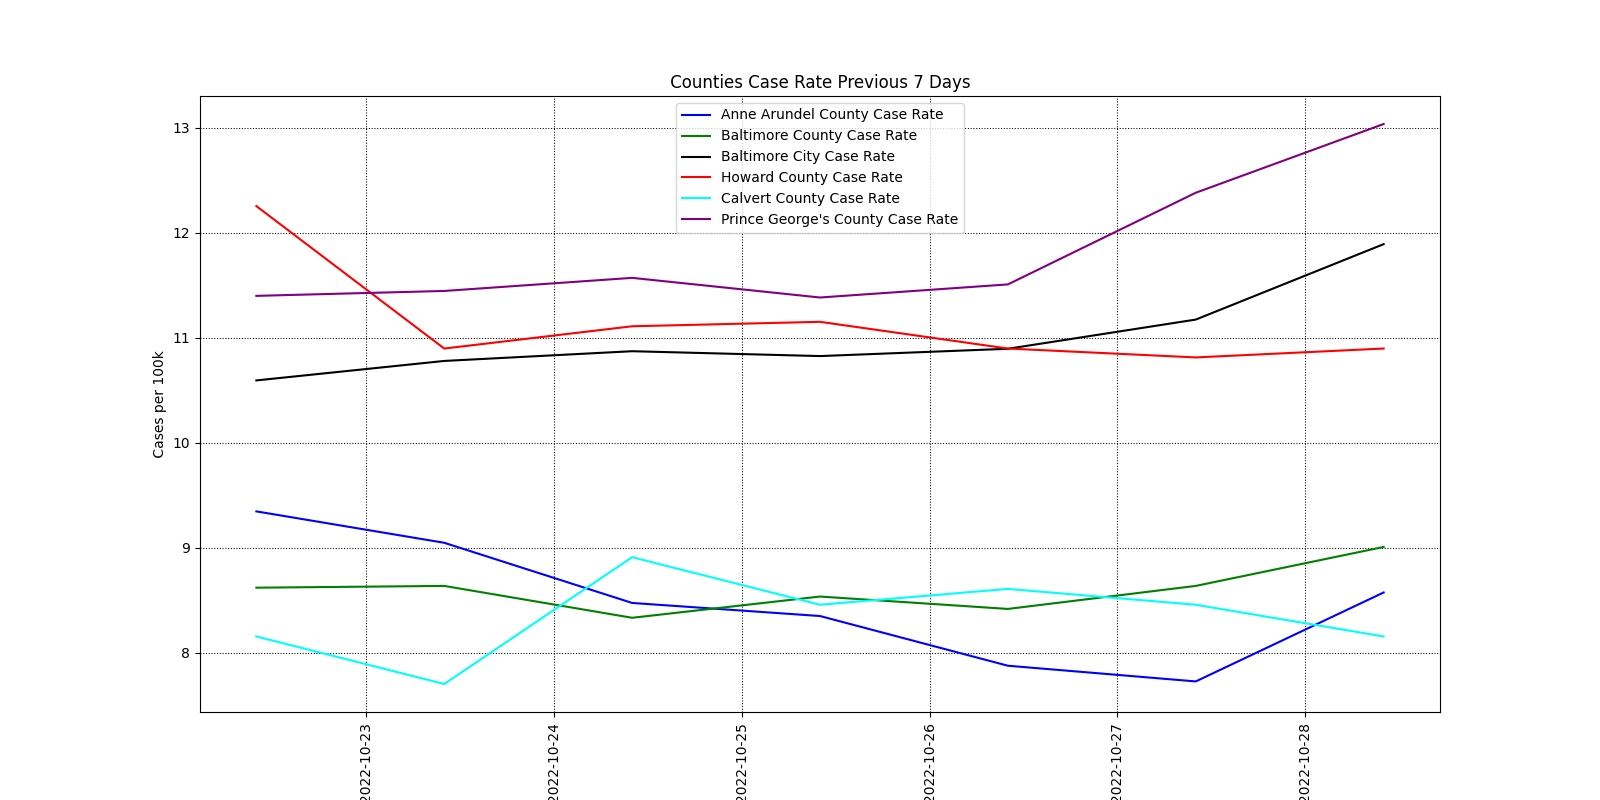 Counties Case Rate Previous 7 Days
Anne Arundel County Case Rate
Baltimore County Case Rate
Baltimore City Case Rate
Howard County Case Rate
Calvert County Case Rate
Prince George's County Case Rate
Cases per 100k
13
12
11
10
9
8
2022-10-23
2022-10-24
2022-10-25
2022-10-26
2022-10-27
2022-10-28